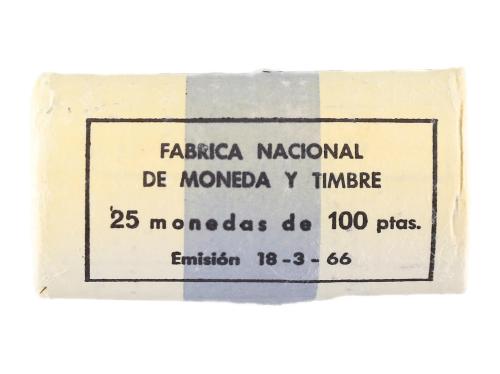 FABRICA NACIONAL
DE MONEDA Y TIMBRE
25 monedas de 100 ptas.
Emisión 18-3-66